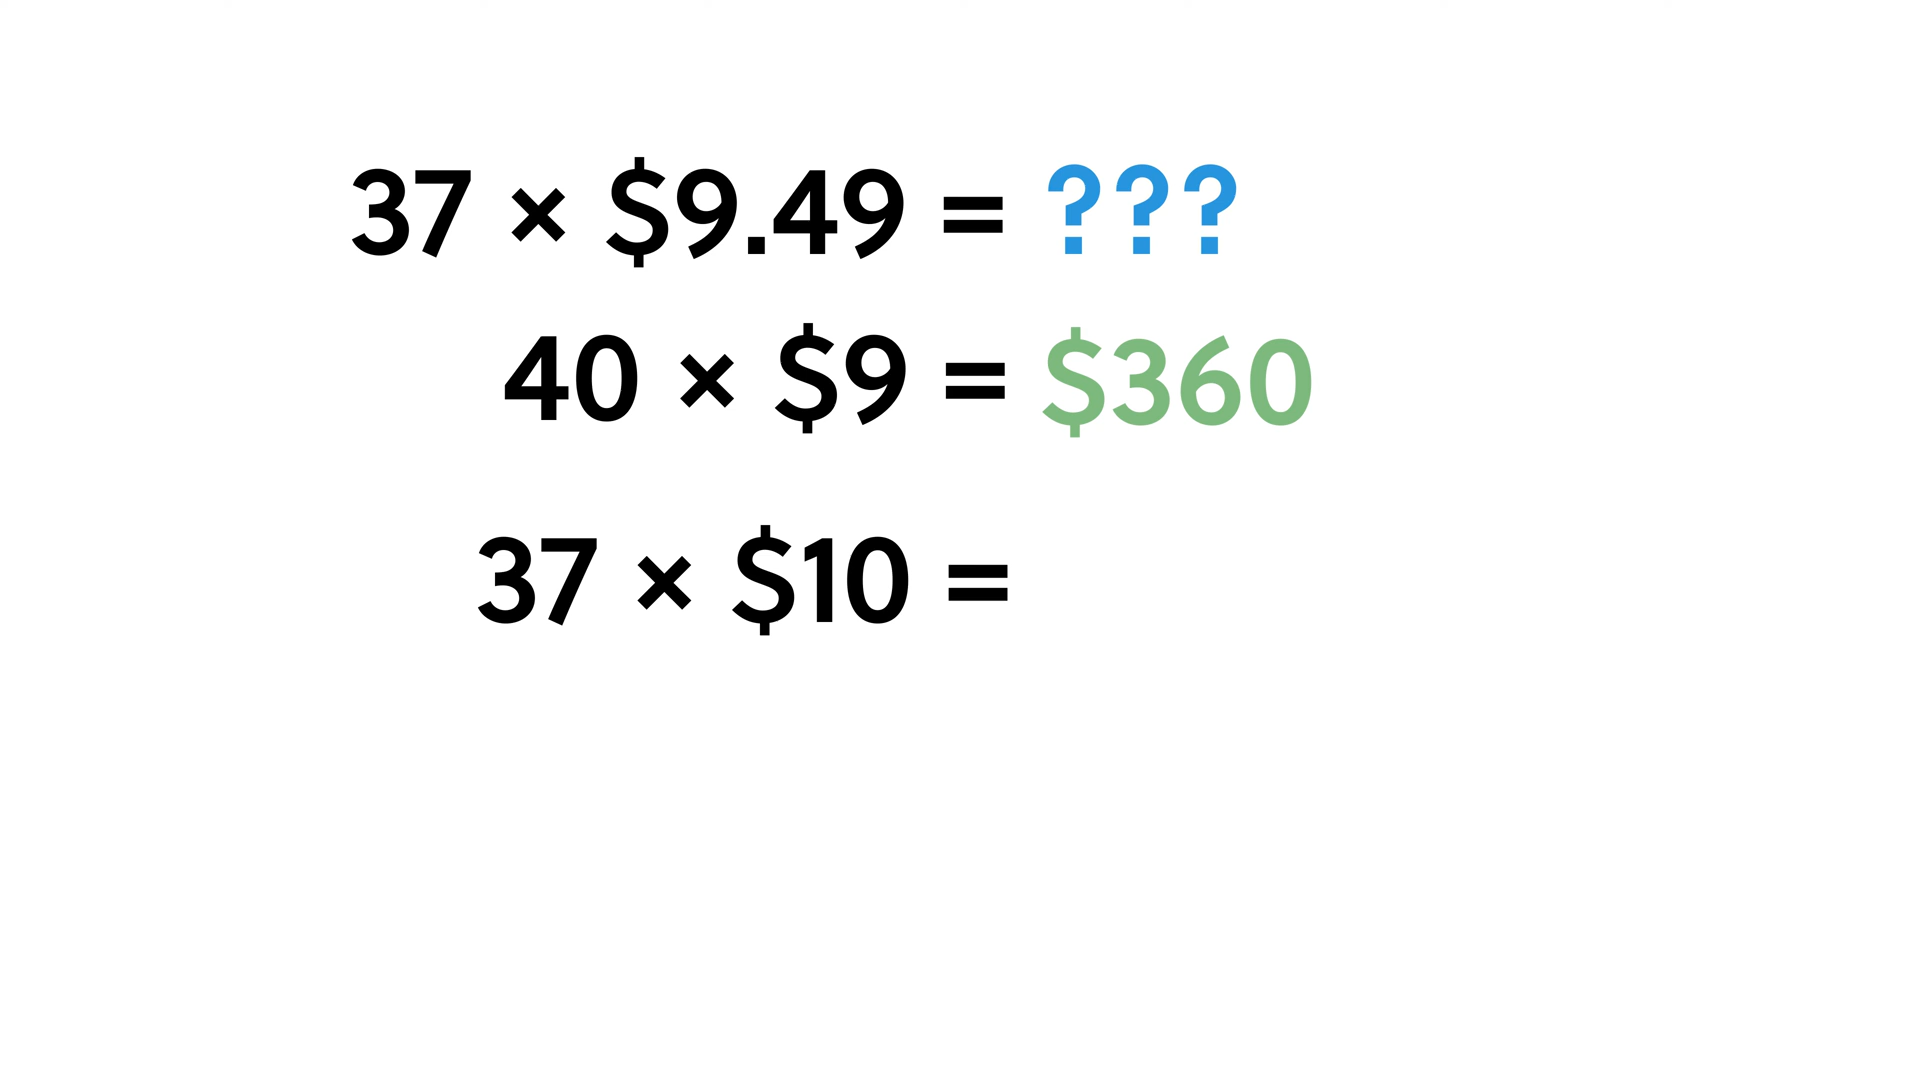 37 × $9.49 = ???
40 × $9 = $360
37 × $10 =